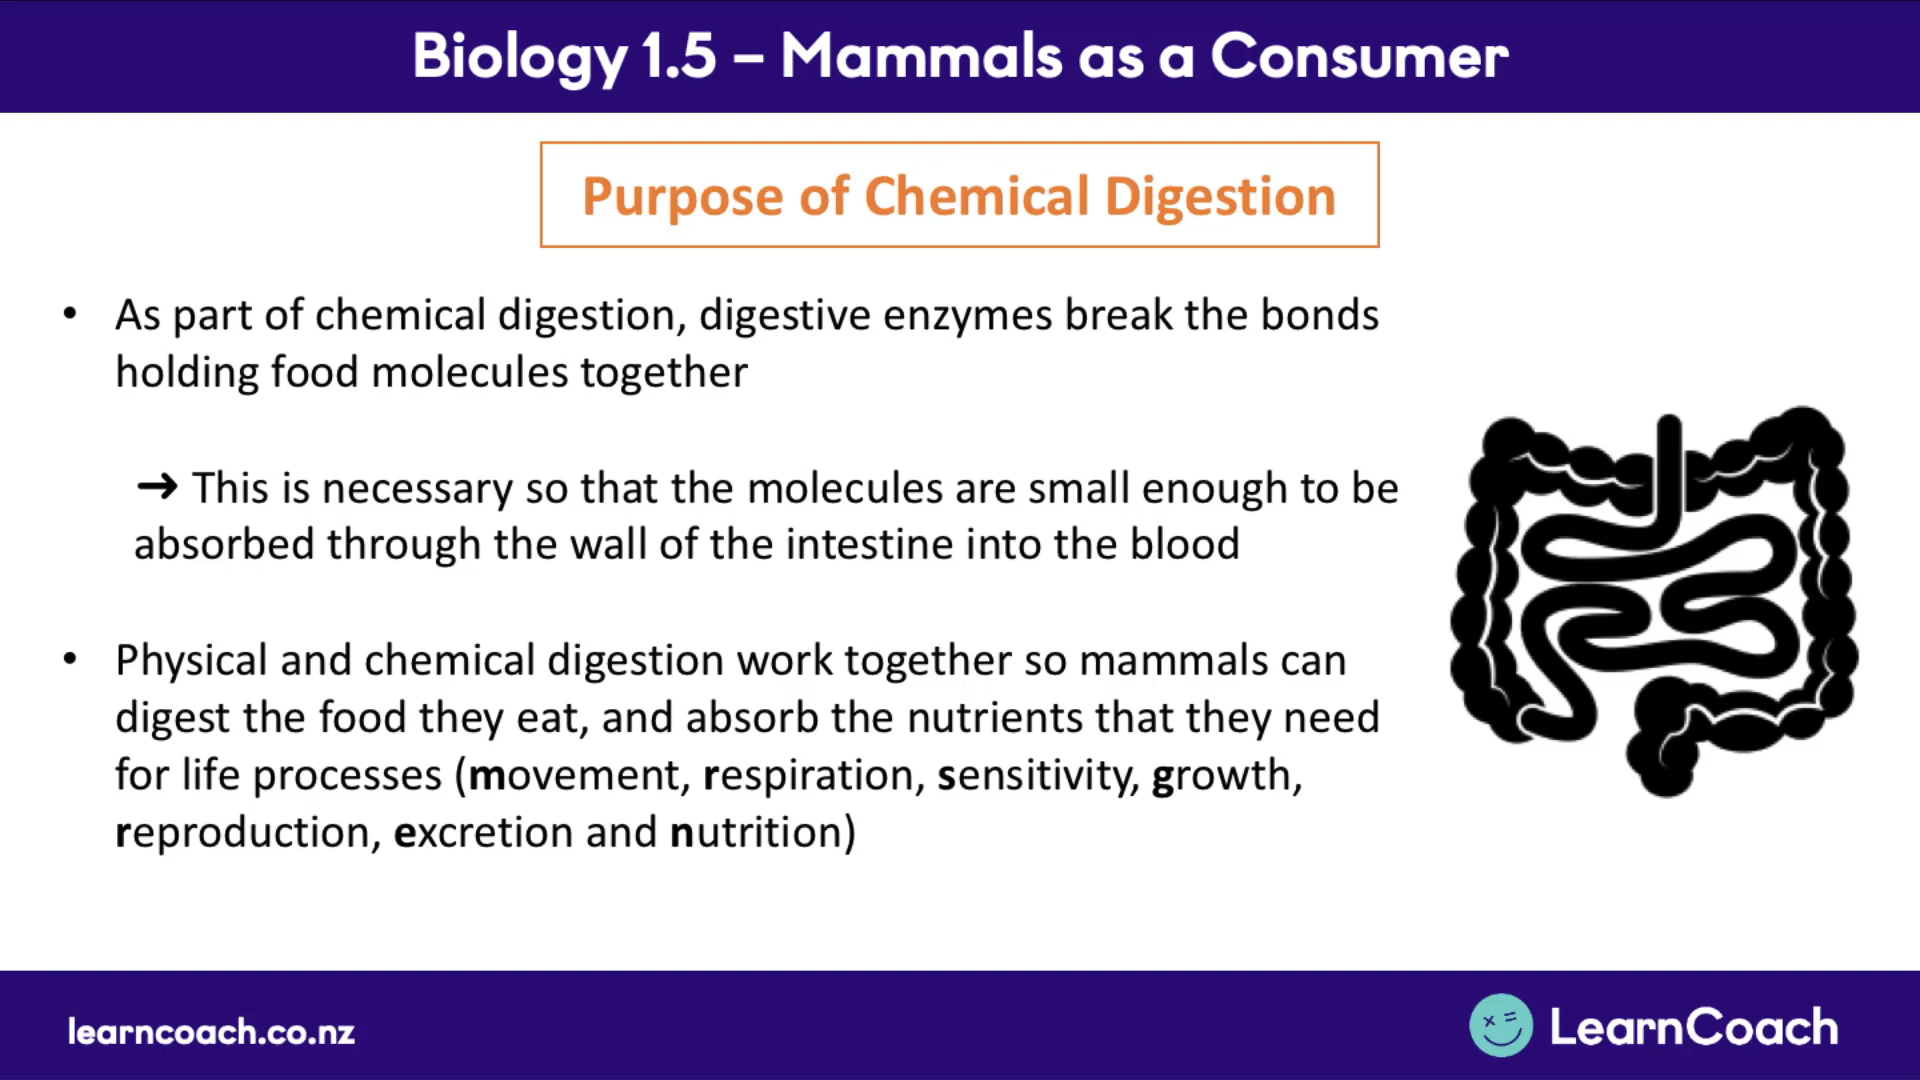 Biology 1.5 – Mammals as a Consumer
Purpose of Chemical Digestion
• As part of chemical digestion, digestive enzymes break the bonds
holding food molecules together
➔ This is necessary so that the molecules are small enough to be
absorbed through the wall of the intestine into the blood
• Physical and chemical digestion work together so mammals can
digest the food they eat, and absorb the nutrients that they need
for life processes (movement, respiration, sensitivity, growth,
reproduction, excretion and nutrition)
learncoach.co.nz
LearnCoach